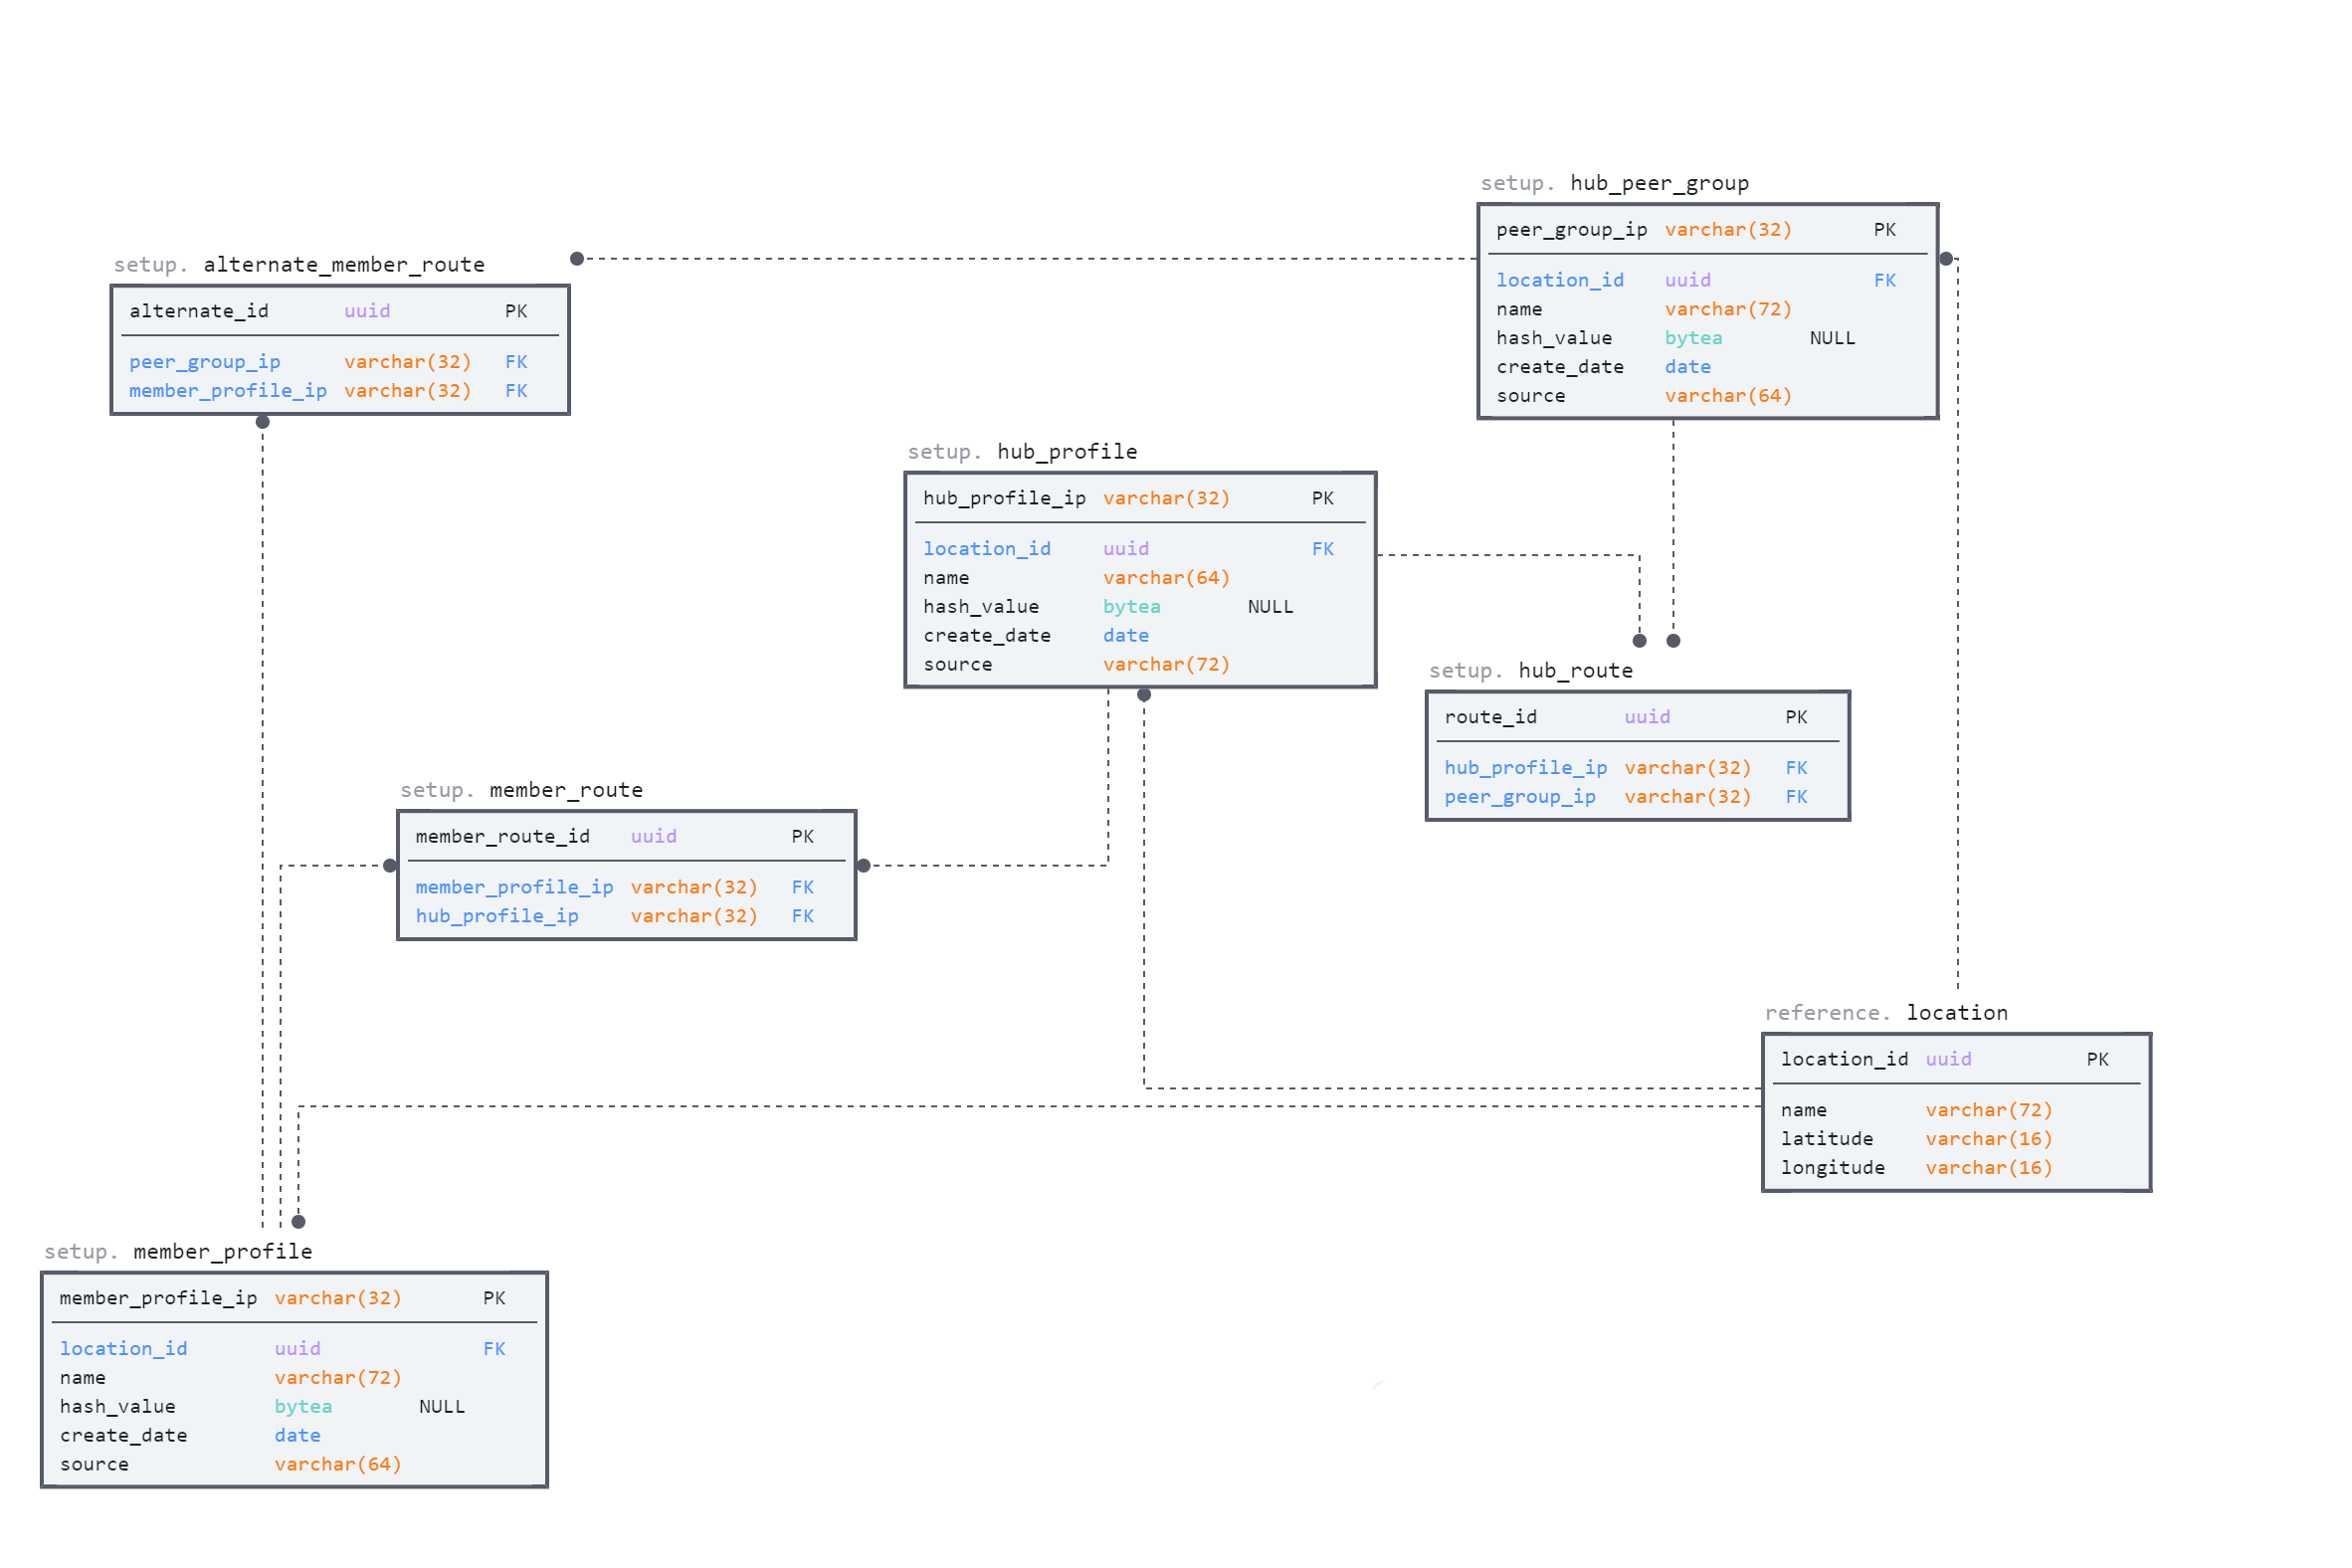 setup. hub_peer_group
peer_group_ip varchar(32) PK
location_id uuid FK
name varchar(72)
hash_value bytea NULL
create_date date
source varchar(64)
setup. alternate_member_route
alternate_id uuid PK
peer_group_ip varchar(32) FK
member_profile_ip varchar(32) FK
setup. hub_profile
hub_profile_ip varchar(32) PK
location_id uuid FK
name varchar(64)
hash_value bytea NULL
create_date date
source varchar(72)
setup. hub_route
route_id uuid PK
hub_profile_ip varchar(32) FK
peer_group_ip varchar(32) FK
setup. member_route
member_route_id uuid PK
member_profile_ip varchar(32) FK
hub_profile_ip varchar(32) FK
reference. location
location_id uuid PK
name varchar(72)
latitude varchar(16)
longitude varchar(16)
setup. member_profile
member_profile_ip varchar(32) PK
location_id uuid FK
name varchar(72)
hash_value bytea NULL
create_date date
source varchar(64)